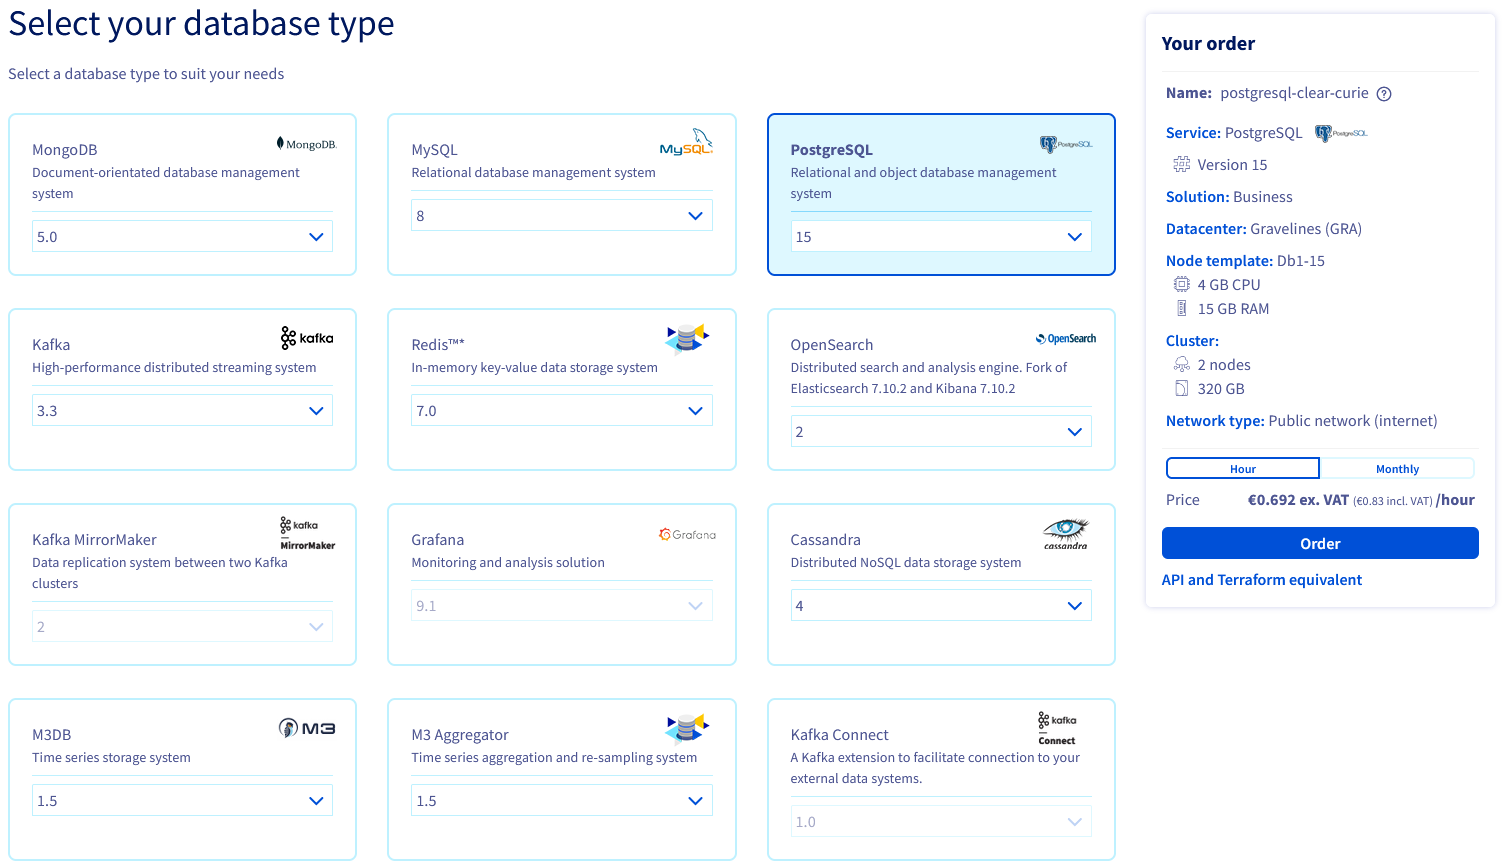 Select your database type
Select a database type to suit your needs
MongoDB
MongoDB.
Document-orientated database management
system
5.0
MySQL
MySQL.
Relational database management system
8
PostgreSQL
PostgreSQL
Relational and object database management
system
15
Kafka
kafka
High-performance distributed streaming system
3.3
Redis™*
In-memory key-value data storage system
7.0
OpenSearch
OpenSearch
Distributed search and analysis engine. Fork of
Elasticsearch 7.10.2 and Kibana 7.10.2
2
Kafka MirrorMaker
kafka
MirrorMaker
Data replication system between two Kafka
clusters
2
Grafana
Grafana
Monitoring and analysis solution
9.1
Cassandra
cassandra
Distributed NoSQL data storage system
4
M3DB
M3
Time series storage system
1.5
M3 Aggregator
Time series aggregation and re-sampling system
1.5
Kafka Connect
kafka
Connect
A Kafka extension to facilitate connection to your
external data systems.
1.0
Your order
Name: postgresql-clear-curie
Service: PostgreSQL PostgreSQL
Version 15
Solution: Business
Datacenter: Gravelines (GRA)
Node template: Db1-15
4 GB CPU
15 GB RAM
Cluster:
2 nodes
320 GB
Network type: Public network (internet)
Hour Monthly
Price €0.692 ex. VAT (€0.83 incl. VAT) /hour
Order
API and Terraform equivalent